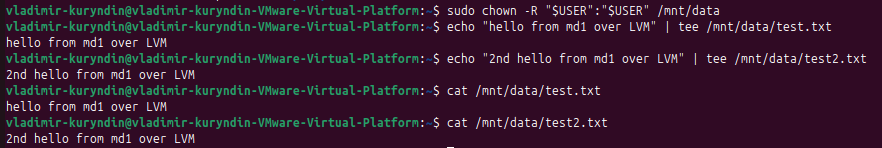 vladimir-kuryndin@vladimir-kuryndin-VMware-Virtual-Platform:~$ sudo chown -R "$USER":"$USER" /mnt/data
vladimir-kuryndin@vladimir-kuryndin-VMware-Virtual-Platform:~$ echo "hello from md1 over LVM" | tee /mnt/data/test.txt
hello from md1 over LVM
vladimir-kuryndin@vladimir-kuryndin-VMware-Virtual-Platform:~$ echo "2nd hello from md1 over LVM" | tee /mnt/data/test2.txt
2nd hello from md1 over LVM
vladimir-kuryndin@vladimir-kuryndin-VMware-Virtual-Platform:~$ cat /mnt/data/test.txt
hello from md1 over LVM
vladimir-kuryndin@vladimir-kuryndin-VMware-Virtual-Platform:~$ cat /mnt/data/test2.txt
2nd hello from md1 over LVM